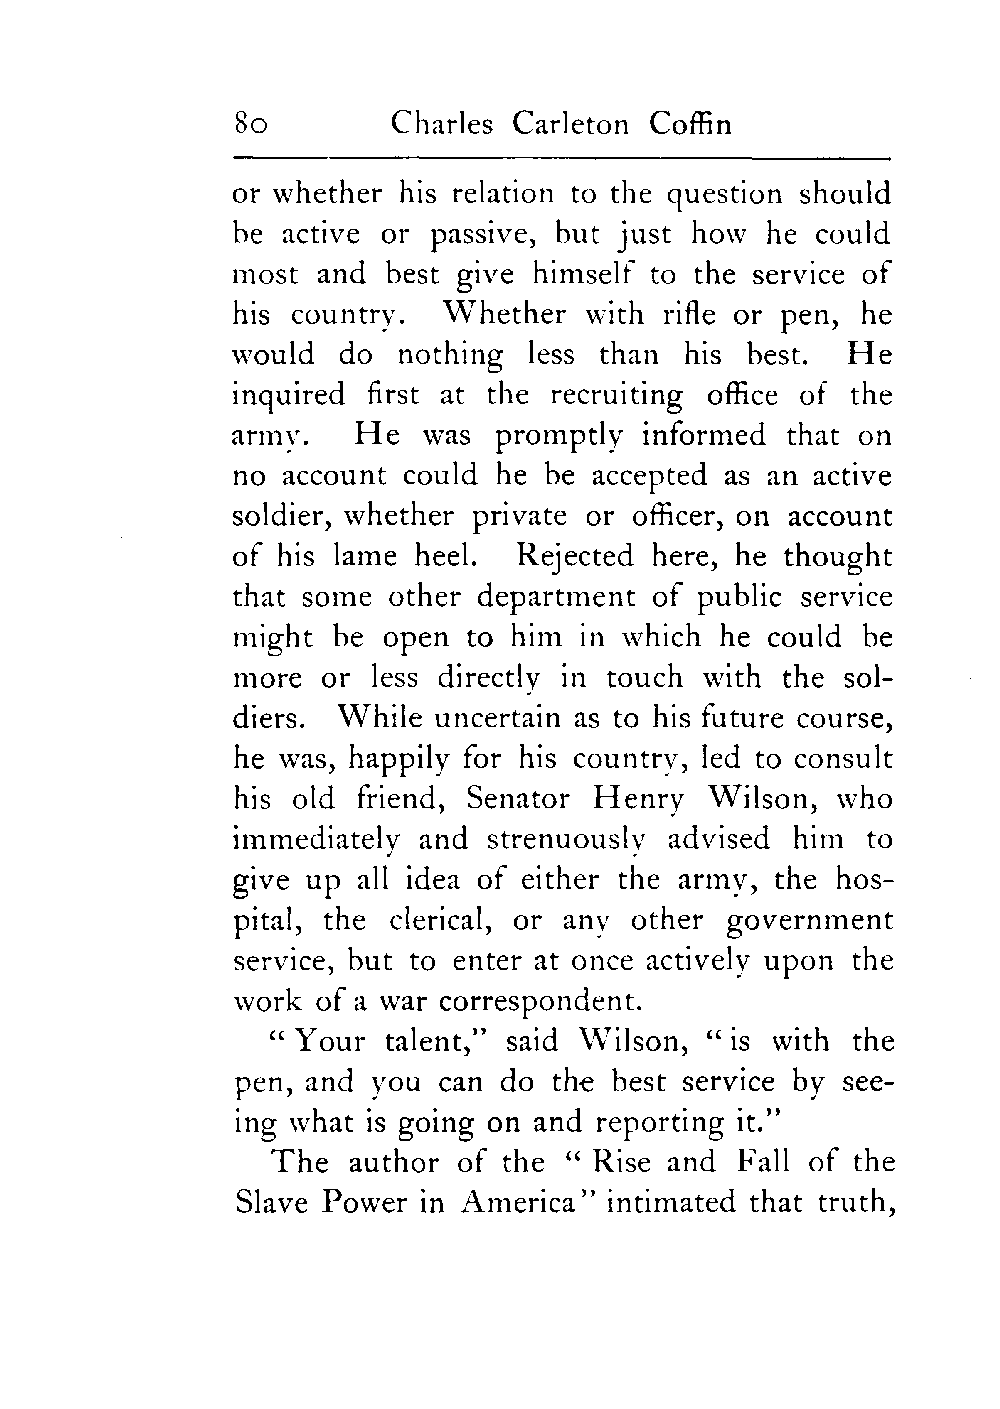 80 Charles Carleton Coffin
or whether his relation to the question should
be active or passive, but just how he could
most and best give himself to the service of
his country. Whether with rifle or pen, he
would do nothing less than his best. He
inquired first at the recruiting office of the
army. He was promptly informed that on
no account could he be accepted as an active
soldier, whether private or officer, on account
of his lame heel. Rejected here, he thought
that some other department of public service
might be open to him in which he could be
more or less directly in touch with the sol-
diers. While uncertain as to his future course,
he was, happily for his country, led to consult
his old friend, Senator Henry Wilson, who
immediately and strenuously advised him to
give up all idea of either the army, the hos-
pital, the clerical, or any other government
service, but to enter at once actively upon the
work of a war correspondent.
“ Your talent,” said Wilson, “ is with the
pen, and you can do the best service by see-
ing what is going on and reporting it.”
The author of the “ Rise and Fall of the
Slave Power in America” intimated that truth,